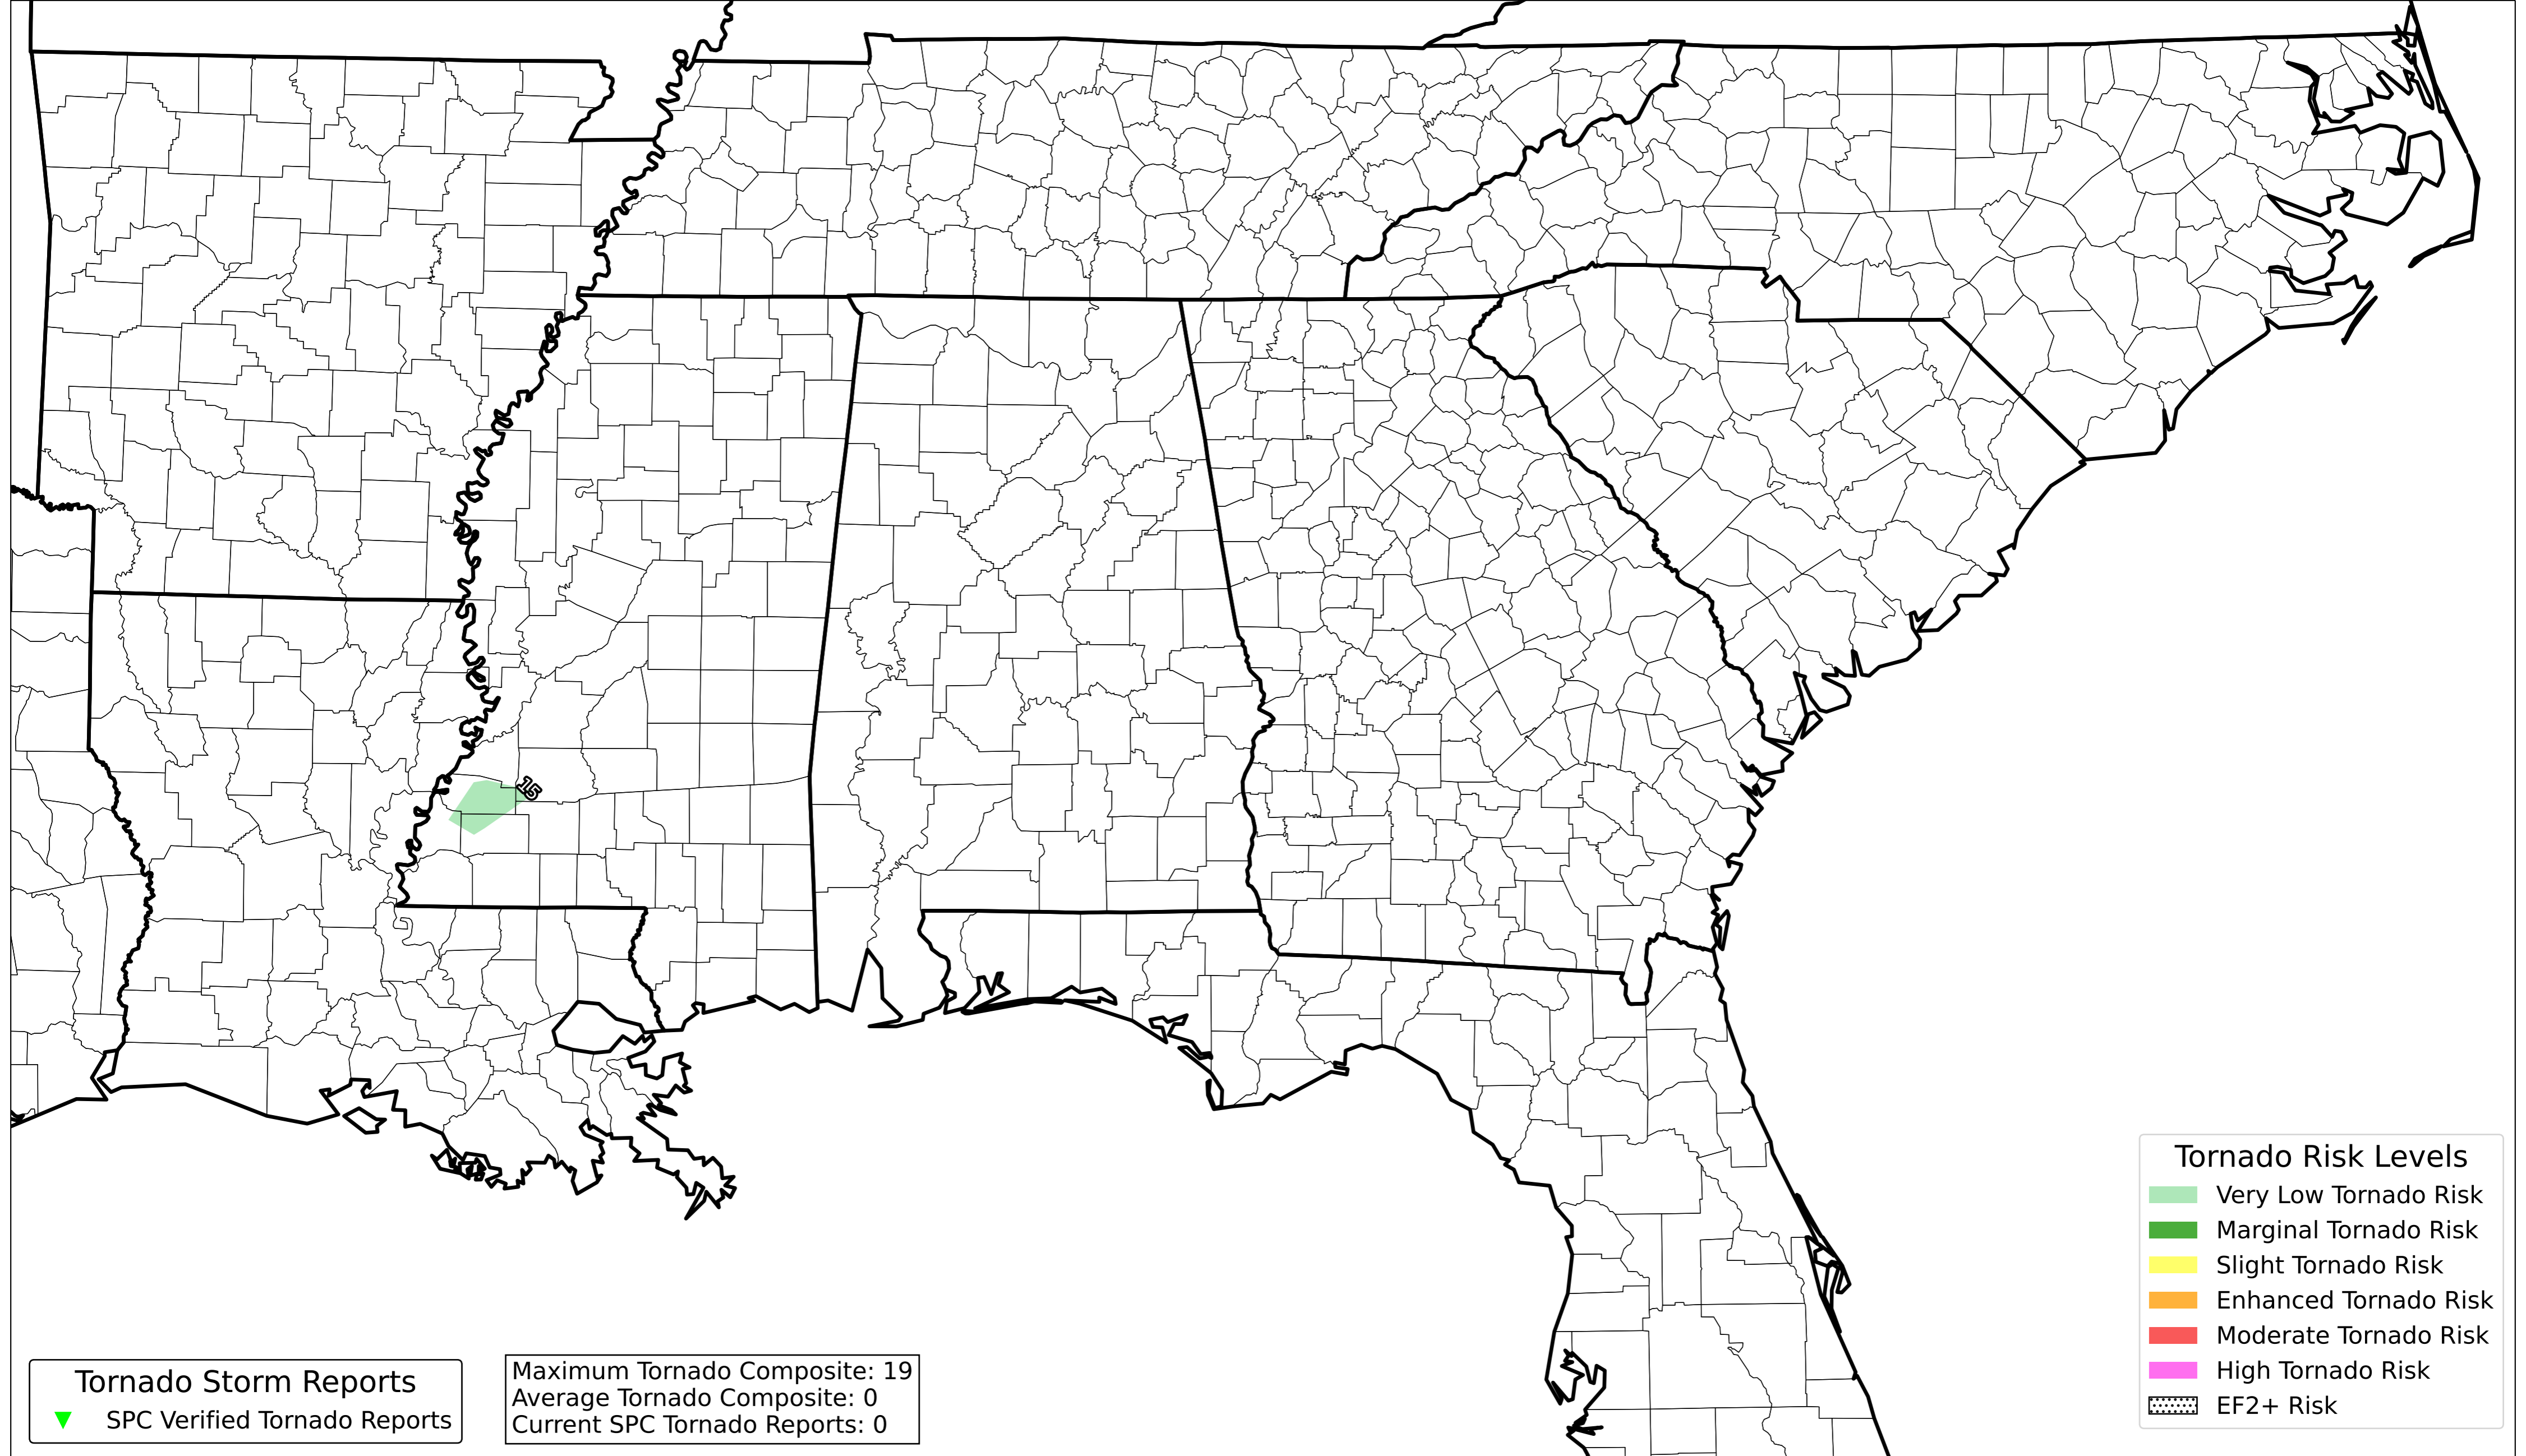 15
Tornado Risk Levels
Very Low Tornado Risk
Marginal Tornado Risk
Slight Tornado Risk
Enhanced Tornado Risk
Moderate Tornado Risk
High Tornado Risk
EF2+ Risk
Tornado Storm Reports
SPC Verified Tornado Reports
Maximum Tornado Composite: 19
Average Tornado Composite: 0
Current SPC Tornado Reports: 0